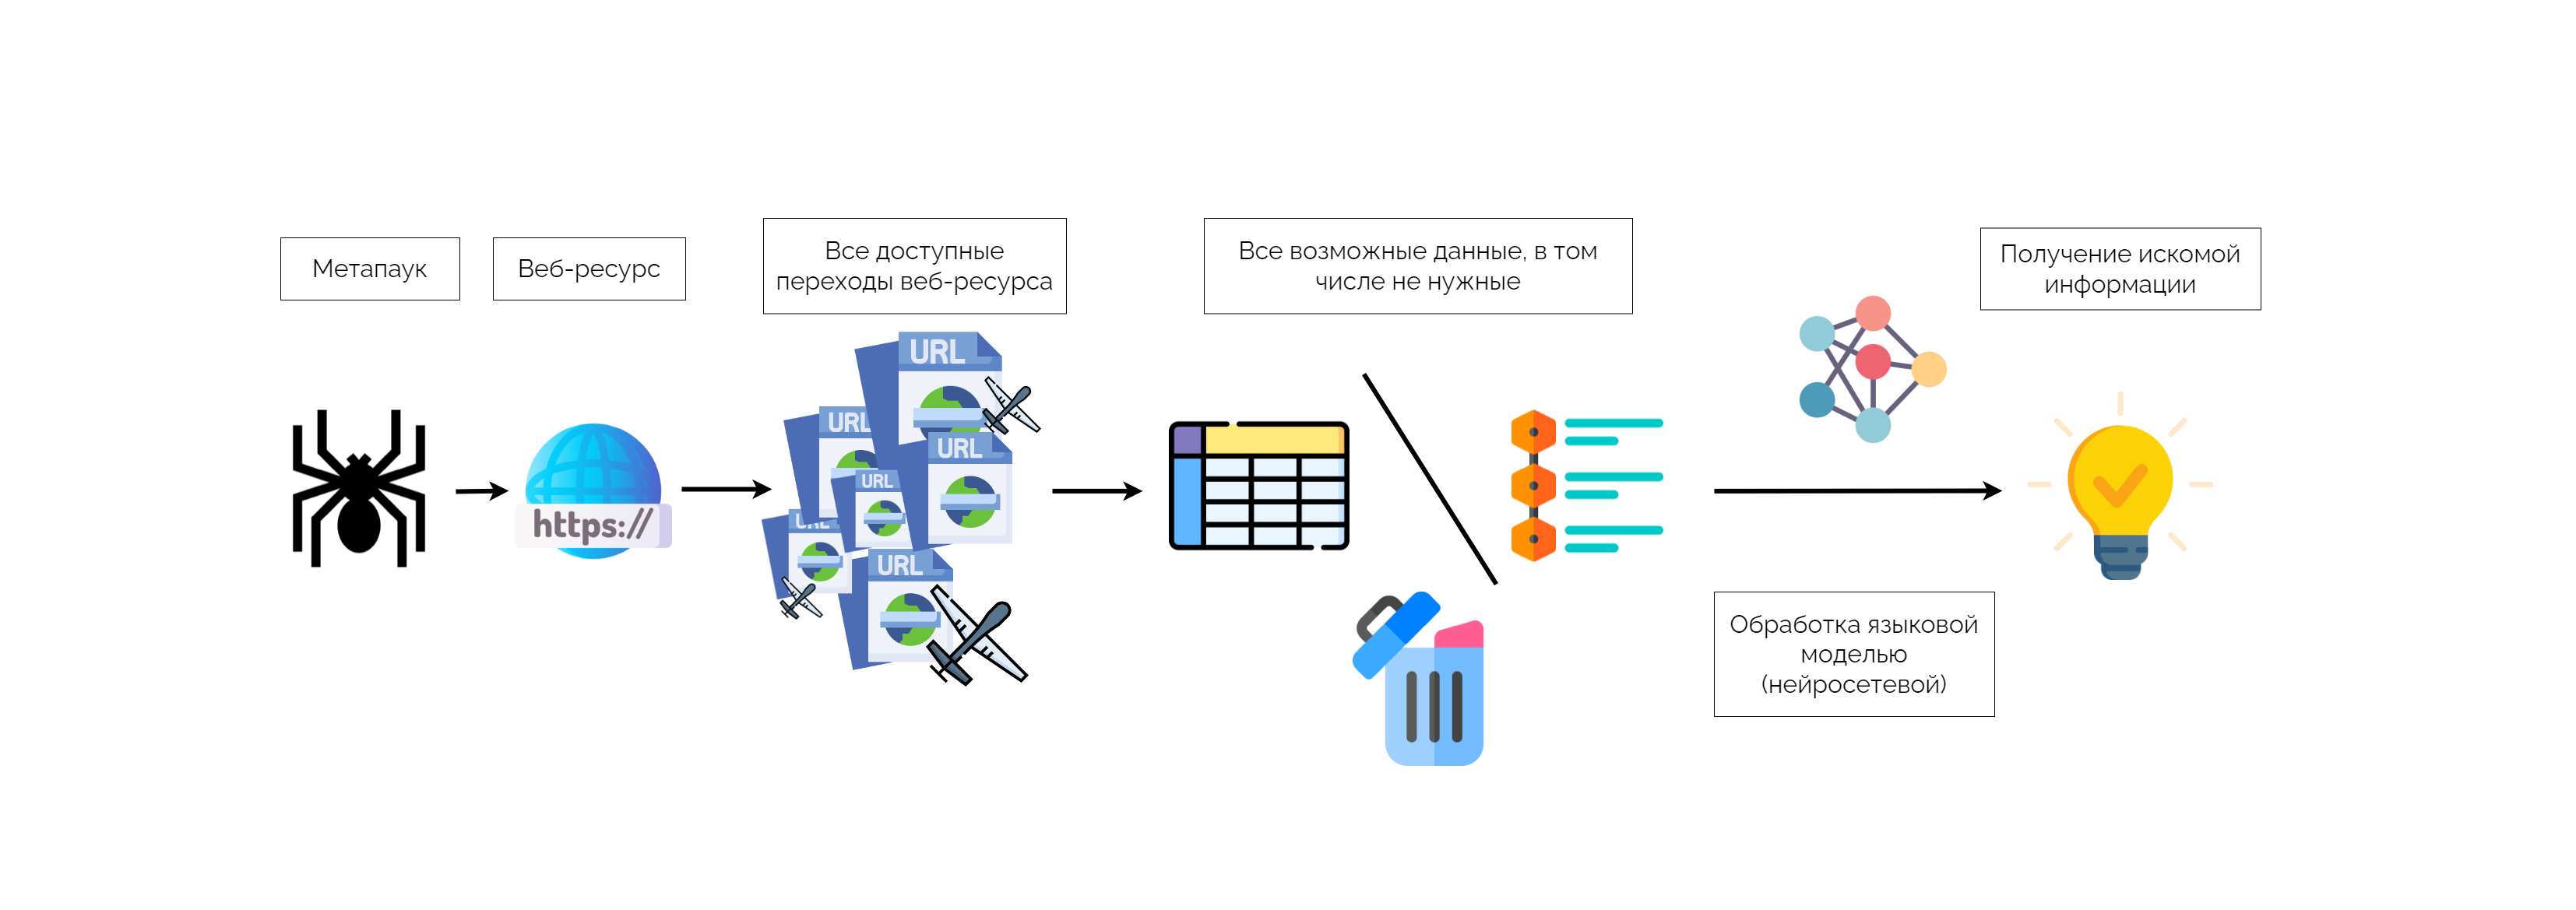 Метапаук
Веб-ресурс
Все доступные
переходы веб-ресурса
Все возможные данные, в том
числе не нужные
Получение искомой
информации
https://
URL
URL
URL
URL
URL
URL
Обработка языковой
моделью
(нейросетевой)